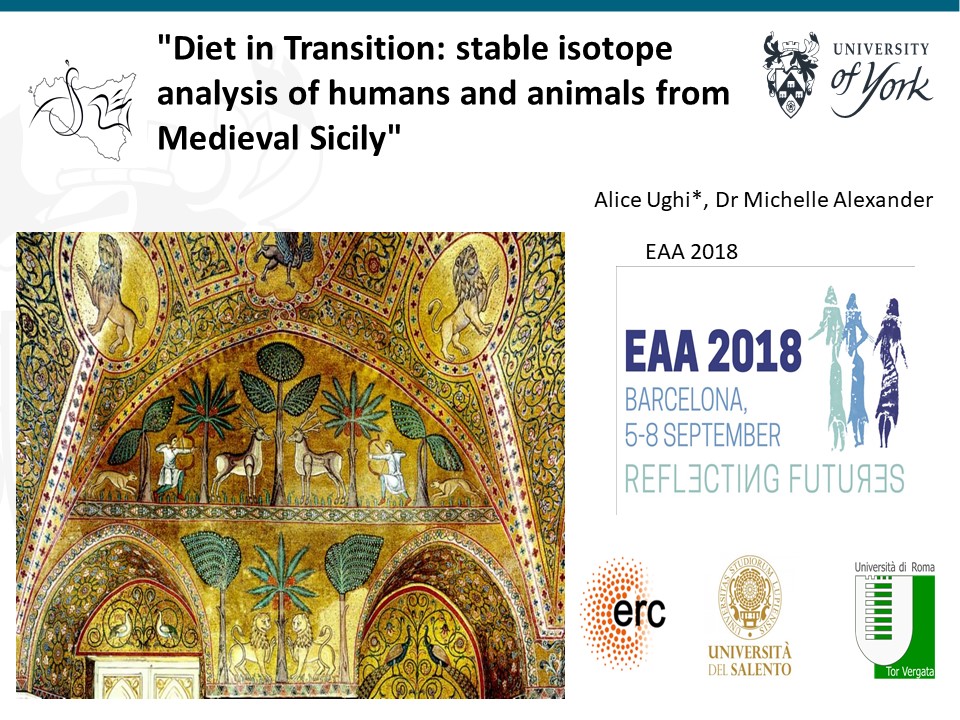 "Diet in Transition: stable isotope
analysis of humans and animals from
Medieval Sicily"
UNIVERSITY
of York
Alice Ughi*, Dr Michelle Alexander
EAA 2018
EAA 2018
BARCELONA,
5-8 SEPTEMBER
REFLECTING FUTURES
erc
UNIVERSITÀ
DEL SALENTO
Università di Roma
Tor Vergata